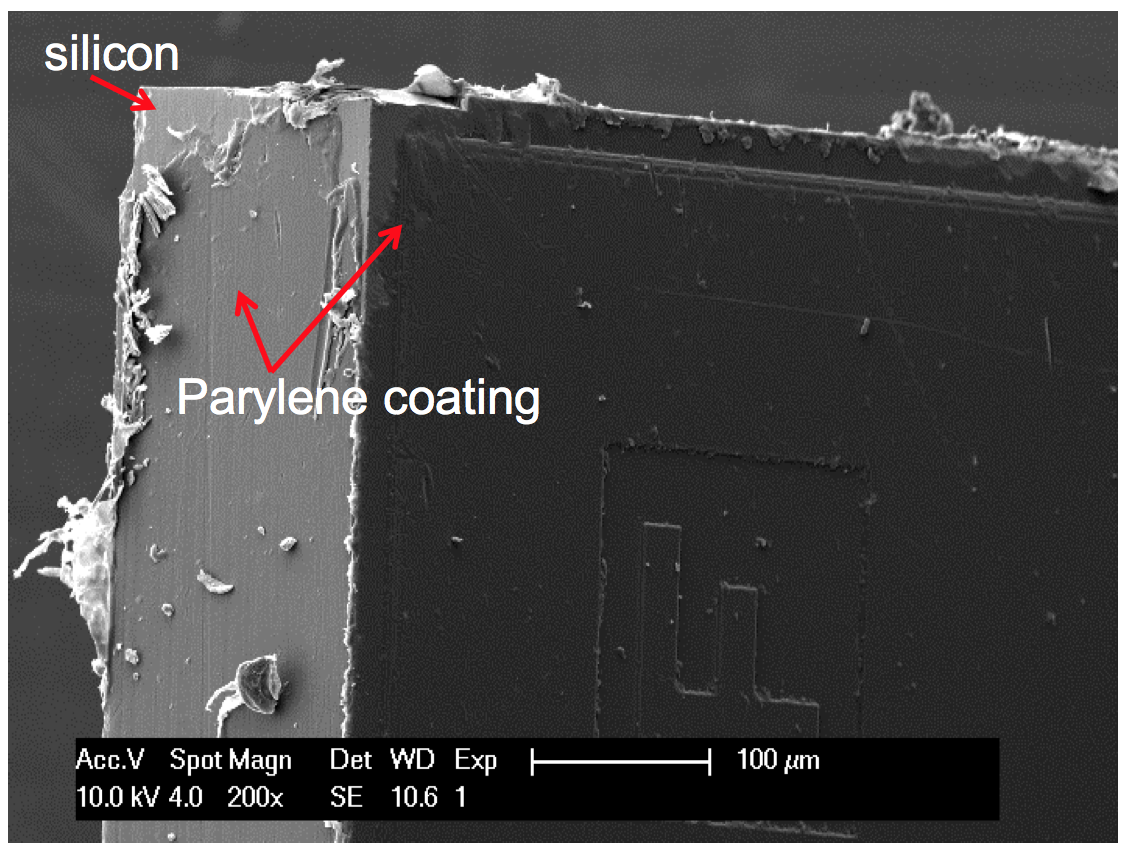 silicon
Parylene coating
Acc.V Spot Magn Det WD Exp
10.0 kV 4.0 200x SE 10.6 1
100 µm